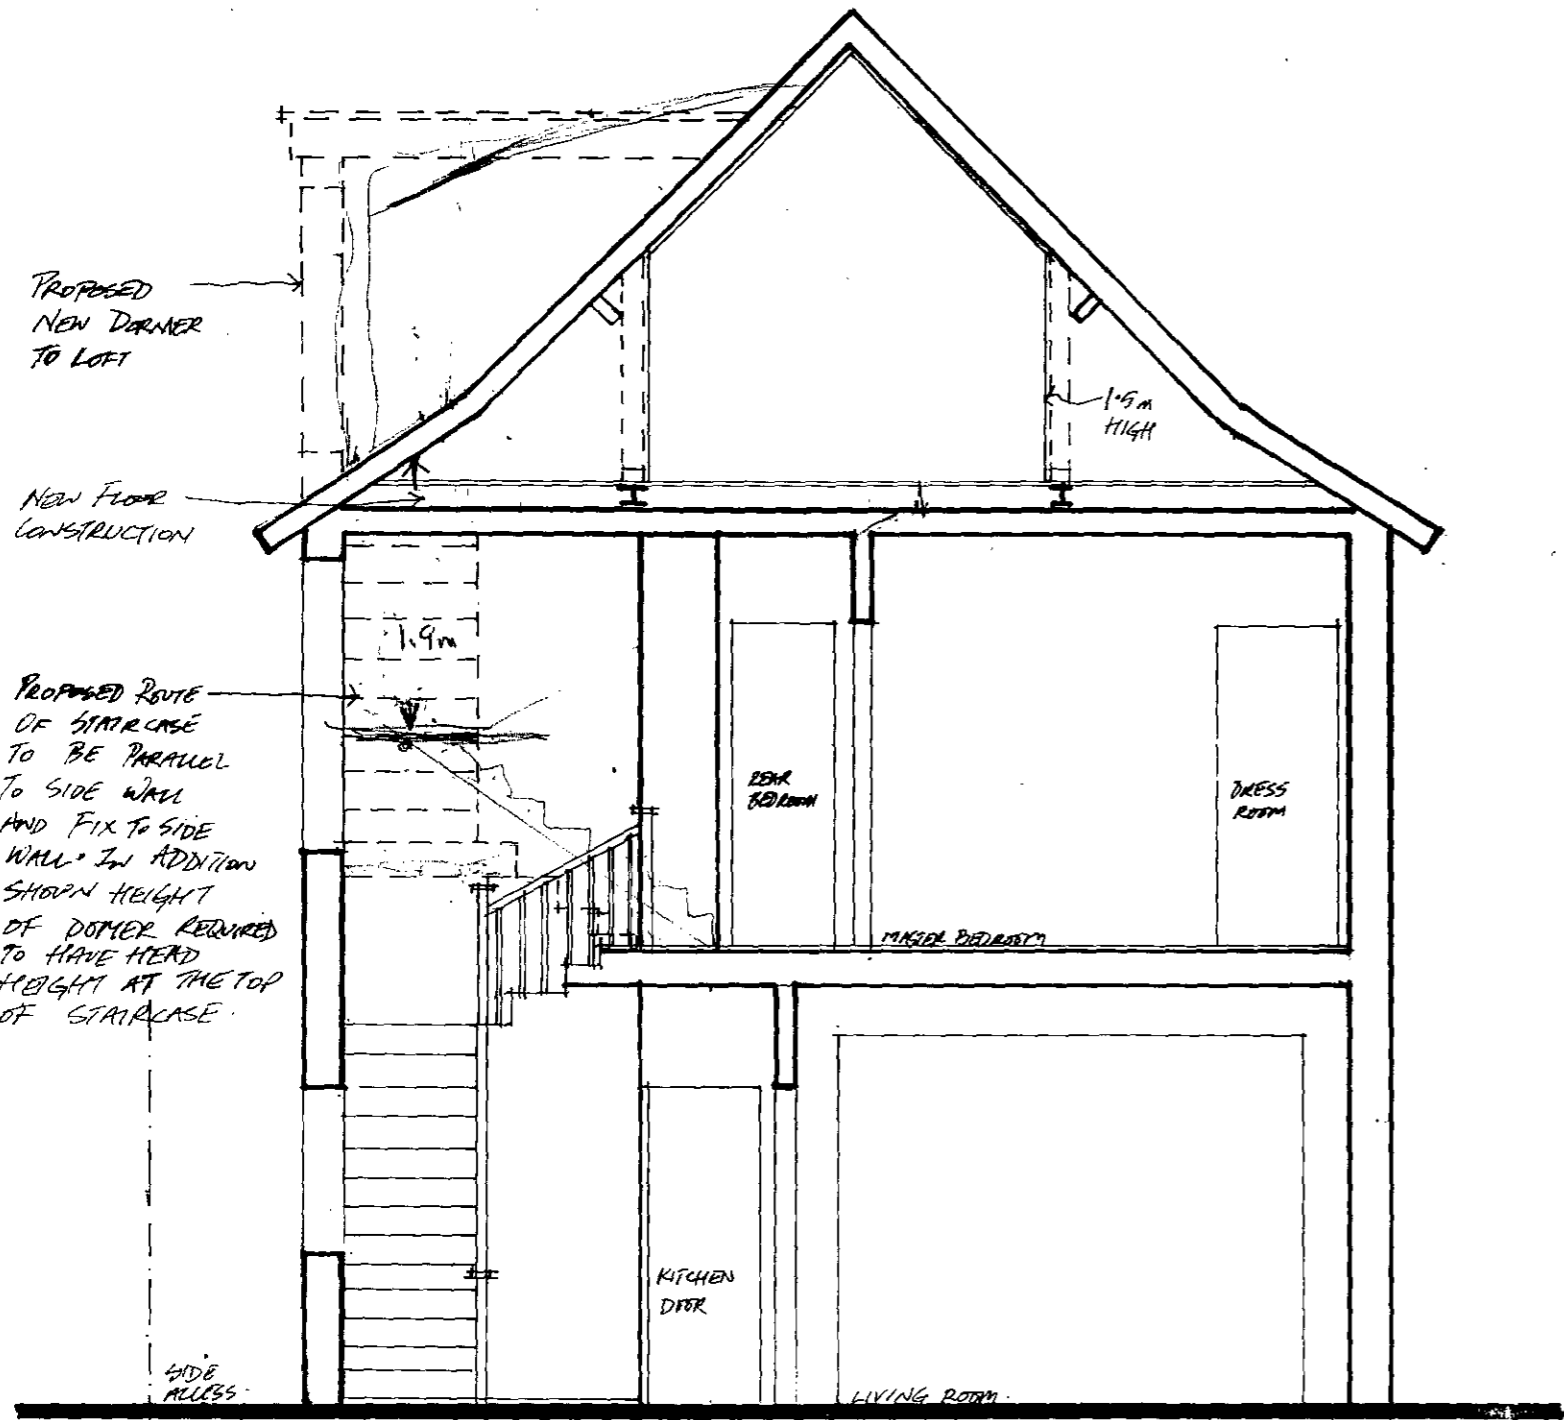 PROPOSED
NEW DORMER
TO LOFT
1.5m
HIGH
NEW FLOOR
CONSTRUCTION
1.9m
PROPOSED ROUTE
OF STAIRCASE
TO BE PARALLEL
TO SIDE WALL
AND FIX TO SIDE
WALL. IN ADDITION
SHOWN HEIGHT
OF DOMER REQUIRED
TO HAVE HEAD
HEIGHT AT THE TOP
OF STAIRCASE.
REAR
BEDROOM
DRESS
ROOM
MASTER BEDROOM
KITCHEN
DOOR
SIDE
ACCESS.
LIVING ROOM.